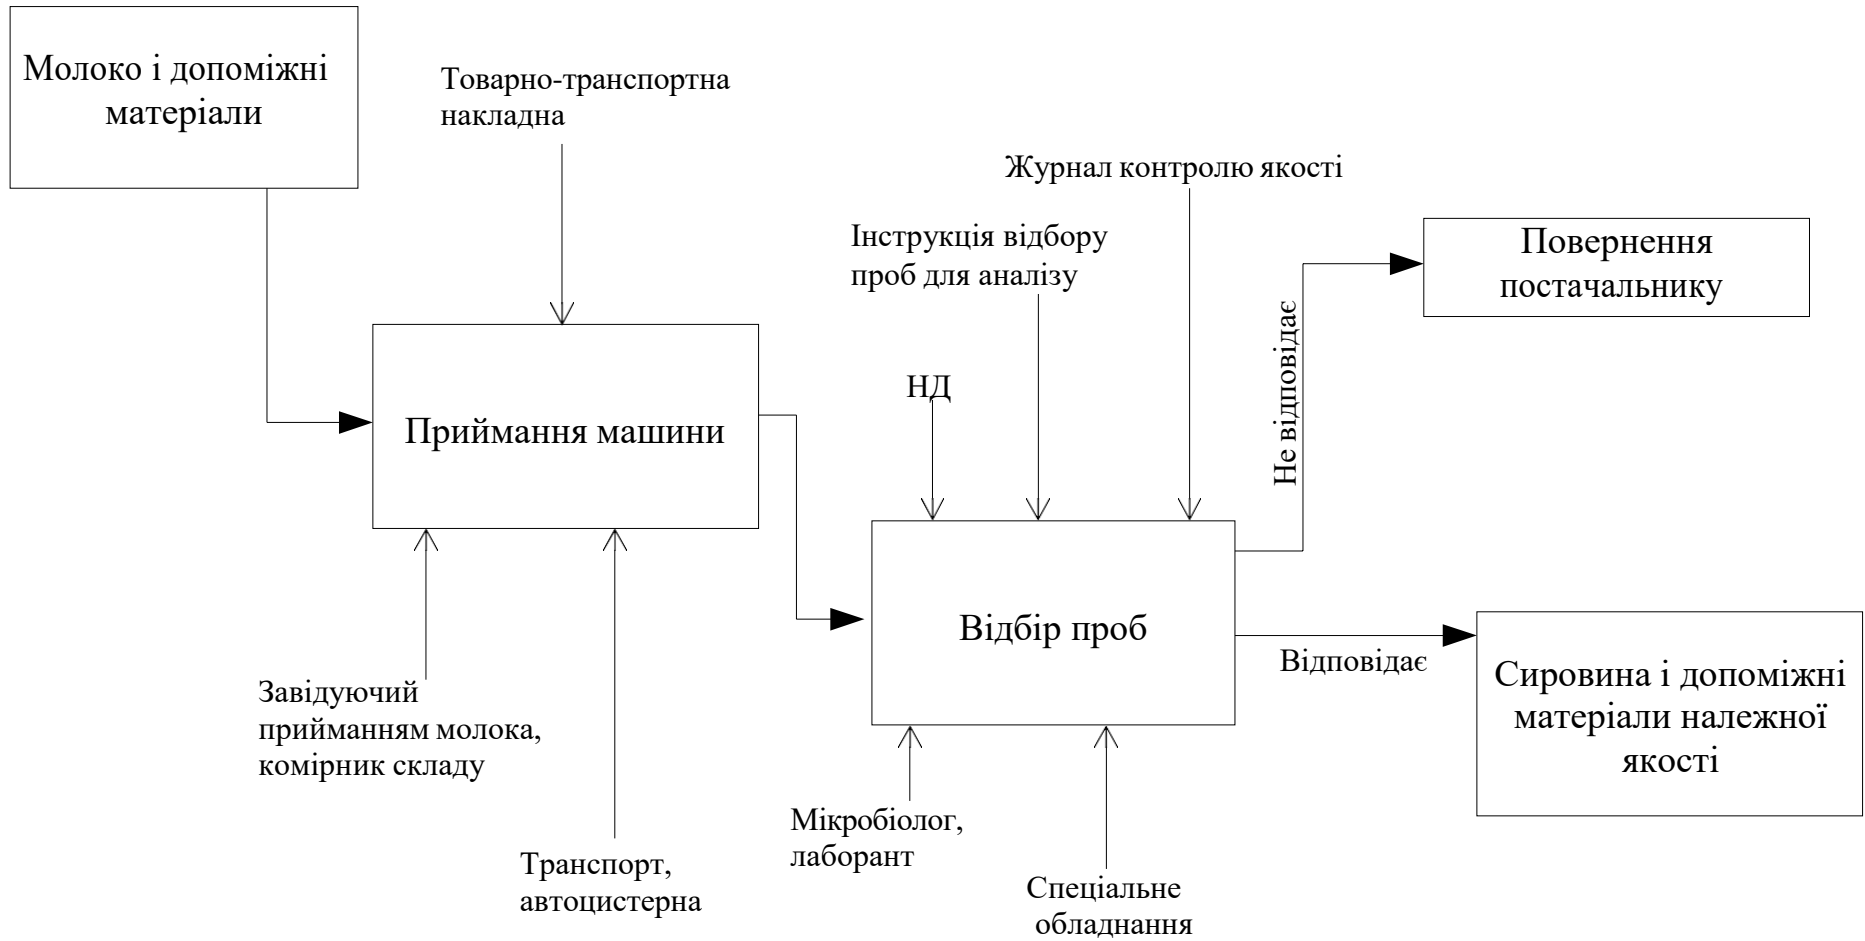 Молоко і допоміжні
матеріали
Товарно-транспортна
накладна
Журнал контролю якості
Інструкція відбору
проб для аналізу
Повернення
постачальнику
НД
Не відповідає
Приймання машини
Відбір проб
Відповідає
Сировина і допоміжні
матеріали належної
якості
Завідуючий
прийманням молока,
комірник складу
Мікробіолог,
лаборант
Транспорт,
автоцистерна
Спеціальне
обладнання